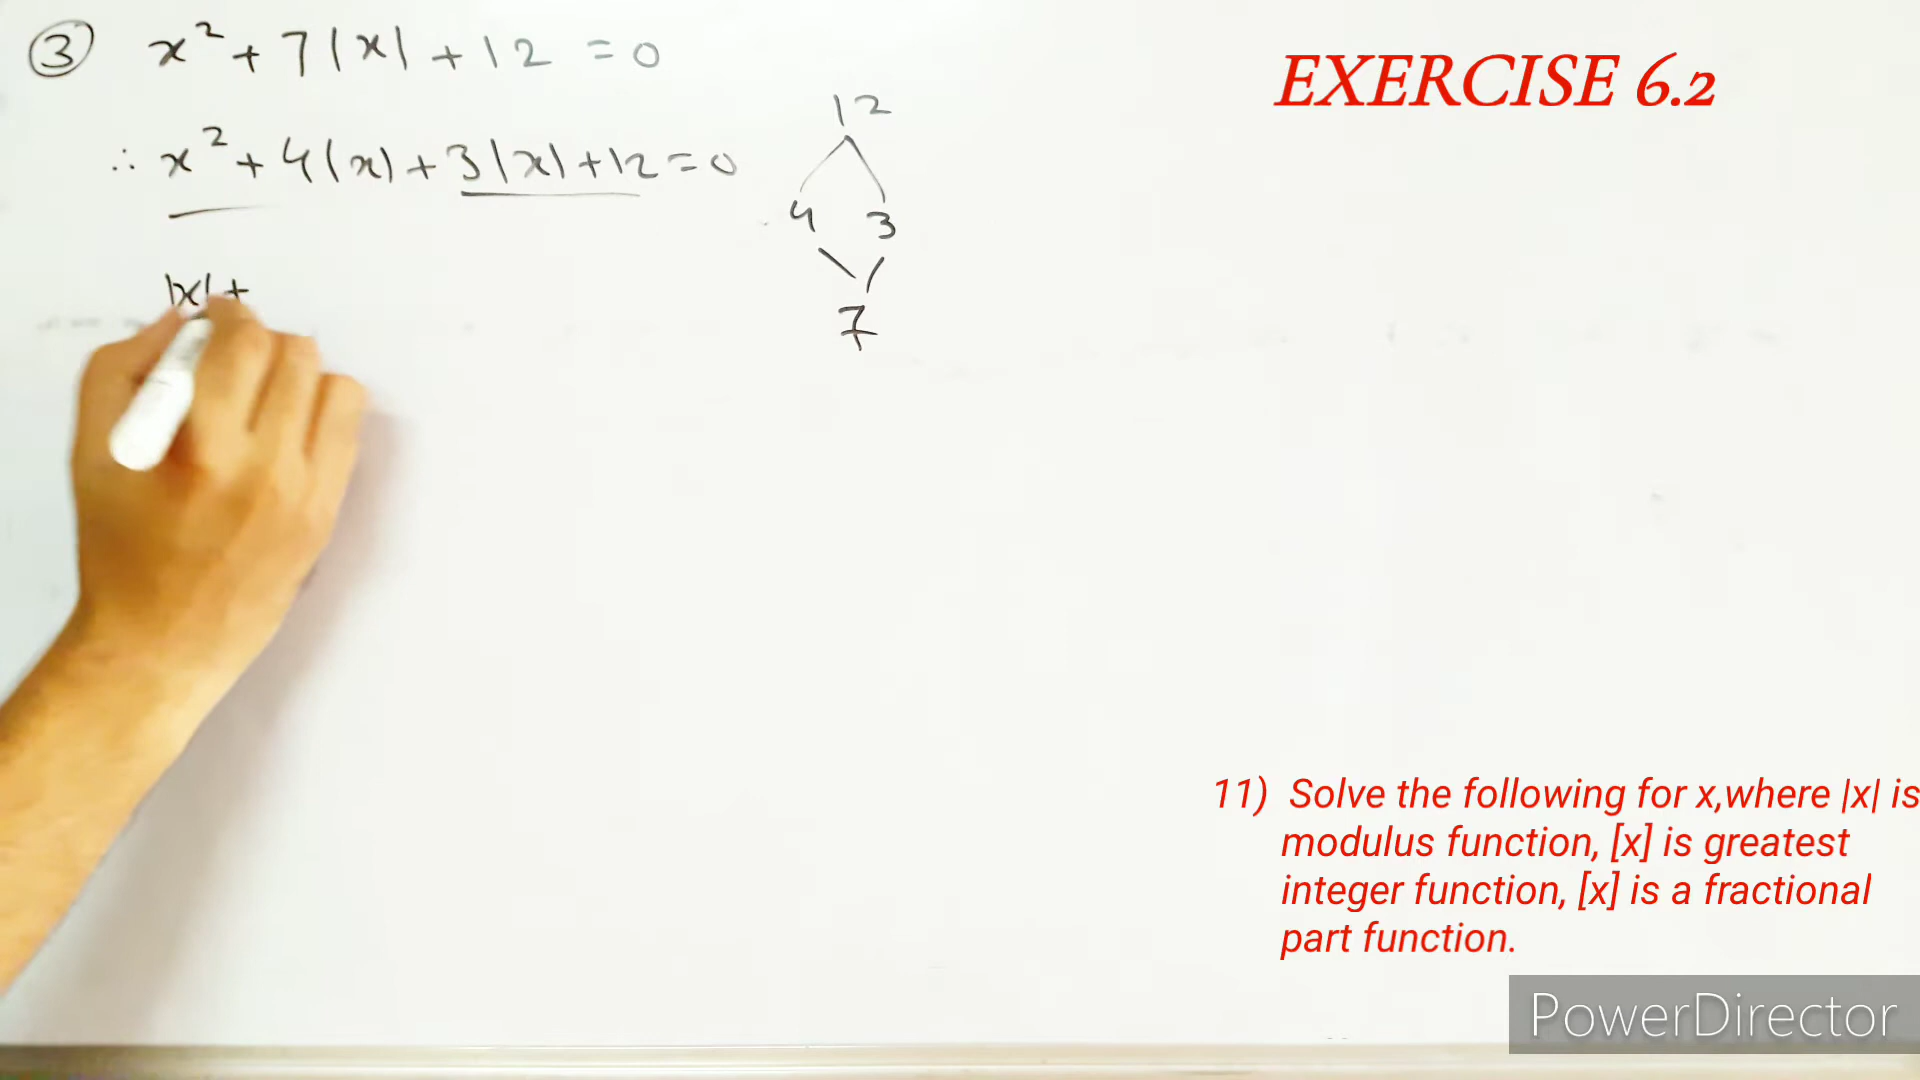 ③ x² + 7|x| + 12 = 0
∴ x² + 4|x| + 3|x| + 12 = 0
|x| +
12
4 3
7
EXERCISE 6.2
11) Solve the following for x,where |x| is
modulus function, [x] is greatest
integer function, [x] is a fractional
part function.
PowerDirector